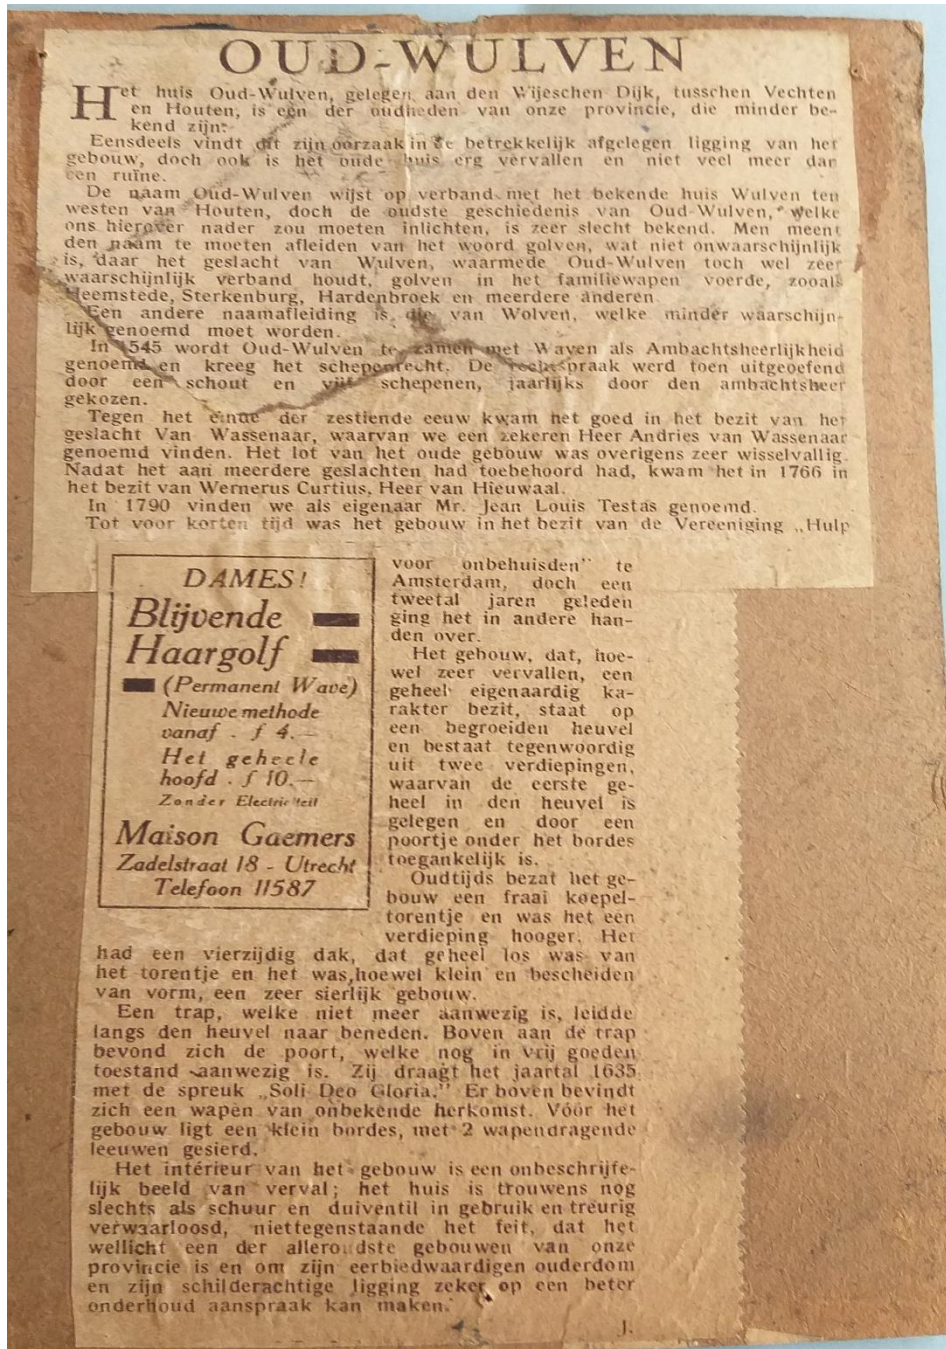 OUD-WULVEN
Het huis Oud-Wulven, gelegen aan den Wijeschen Dijk, tusschen Vechten
en Houten, is een der oudheden van onze provincie, die minder be-
kend zijn.
Eensdeels vindt dit zijn oorzaak in de betrekkelijk afgelegen ligging van het
gebouw, doch ook is het oude huis erg vervallen en niet veel meer dan
een ruïne.
De naam Oud-Wulven wijst op verband met het bekende huis Wulven ten
westen van Houten, doch de oudste geschiedenis van Oud-Wulven, welke
ons hierover nader zou moeten inlichten, is zeer slecht bekend. Men meent
den naam te moeten afleiden van het woord golven, wat niet onwaarschijnlijk
is, daar het geslacht van Wulven, waarmede Oud-Wulven toch wel zeer
waarschijnlijk verband houdt, golven in het familiewapen voerde, zooals
Heemstede, Sterkenburg, Hardenbroek en meerdere anderen.
Een andere naamafleiding is die van Wolven, welke minder waarschijn-
lijk genoemd moet worden.
In 1545 wordt Oud-Wulven te zamen met Waven als Ambachtsheerlijkheid
genoemd en kreeg het schepenrecht. De rechtspraak werd toen uitgeoefend
door een schout en vijf schepenen, jaarlijks door den ambachtsheer
gekozen.
Tegen het einde der zestiende eeuw kwam het goed in het bezit van het
geslacht Van Wassenaar, waarvan we een zekeren Heer Andries van Wassenaar
genoemd vinden. Het lot van het oude gebouw was overigens zeer wisselvallig.
Nadat het aan meerdere geslachten had toebehoord had, kwam het in 1766 in
het bezit van Wernerus Curtius, Heer van Hieuwaal.
In 1790 vinden we als eigenaar Mr. Jean Louis Testas genoemd.
Tot voor korten tijd was het gebouw in het bezit van de Vereeniging „Hulp
voor onbehuisden" te
Amsterdam, doch een
tweetal jaren geleden
ging het in andere han-
den over.
Het gebouw, dat, hoe-
wel zeer vervallen, een
geheel eigenaardig ka-
rakter bezit, staat op
een begroeiden heuvel
en bestaat tegenwoordig
uit twee verdiepingen,
waarvan de eerste ge-
heel in den heuvel is
gelegen en door een
poortje onder het bordes
toegankelijk is.
Oudtijds bezat het ge-
bouw een fraai koepel-
torentje en was het een
verdieping hooger. Het
had een vierzijdig dak, dat geheel los was van
het torentje en het was, hoewel klein en bescheiden
van vorm, een zeer sierlijk gebouw.
Een trap, welke niet meer aanwezig is, leidde
langs den heuvel naar beneden. Boven aan de trap
bevond zich de poort, welke nog in vrij goeden
toestand aanwezig is. Zij draagt het jaartal 1635
met de spreuk „Soli Deo Gloria." Er boven bevindt
zich een wapen van onbekende herkomst. Vóór het
gebouw ligt een klein bordes, met 2 wapendragende
leeuwen gesierd.
Het intérieur van het gebouw is een onbeschrijfe-
lijk beeld van verval; het huis is trouwens nog
slechts als schuur en duiventil in gebruik en treurig
verwaarloosd, niettegenstaande het feit, dat het
wellicht een der alleroudste gebouwen van onze
provincie is en om zijn eerbiedwaardigen ouderdom
en zijn schilderachtige ligging zeker op een beter
onderhoud aanspraak kan maken.
J.
DAMES!
Blijvende
Haargolf
(Permanent Wave)
Nieuwe methode
vanaf . f 4.—
Het geheele
hoofd . f 10.—
Zonder Electriciteit
Maison Gaemers
Zadelstraat 18 - Utrecht
Telefoon 11587